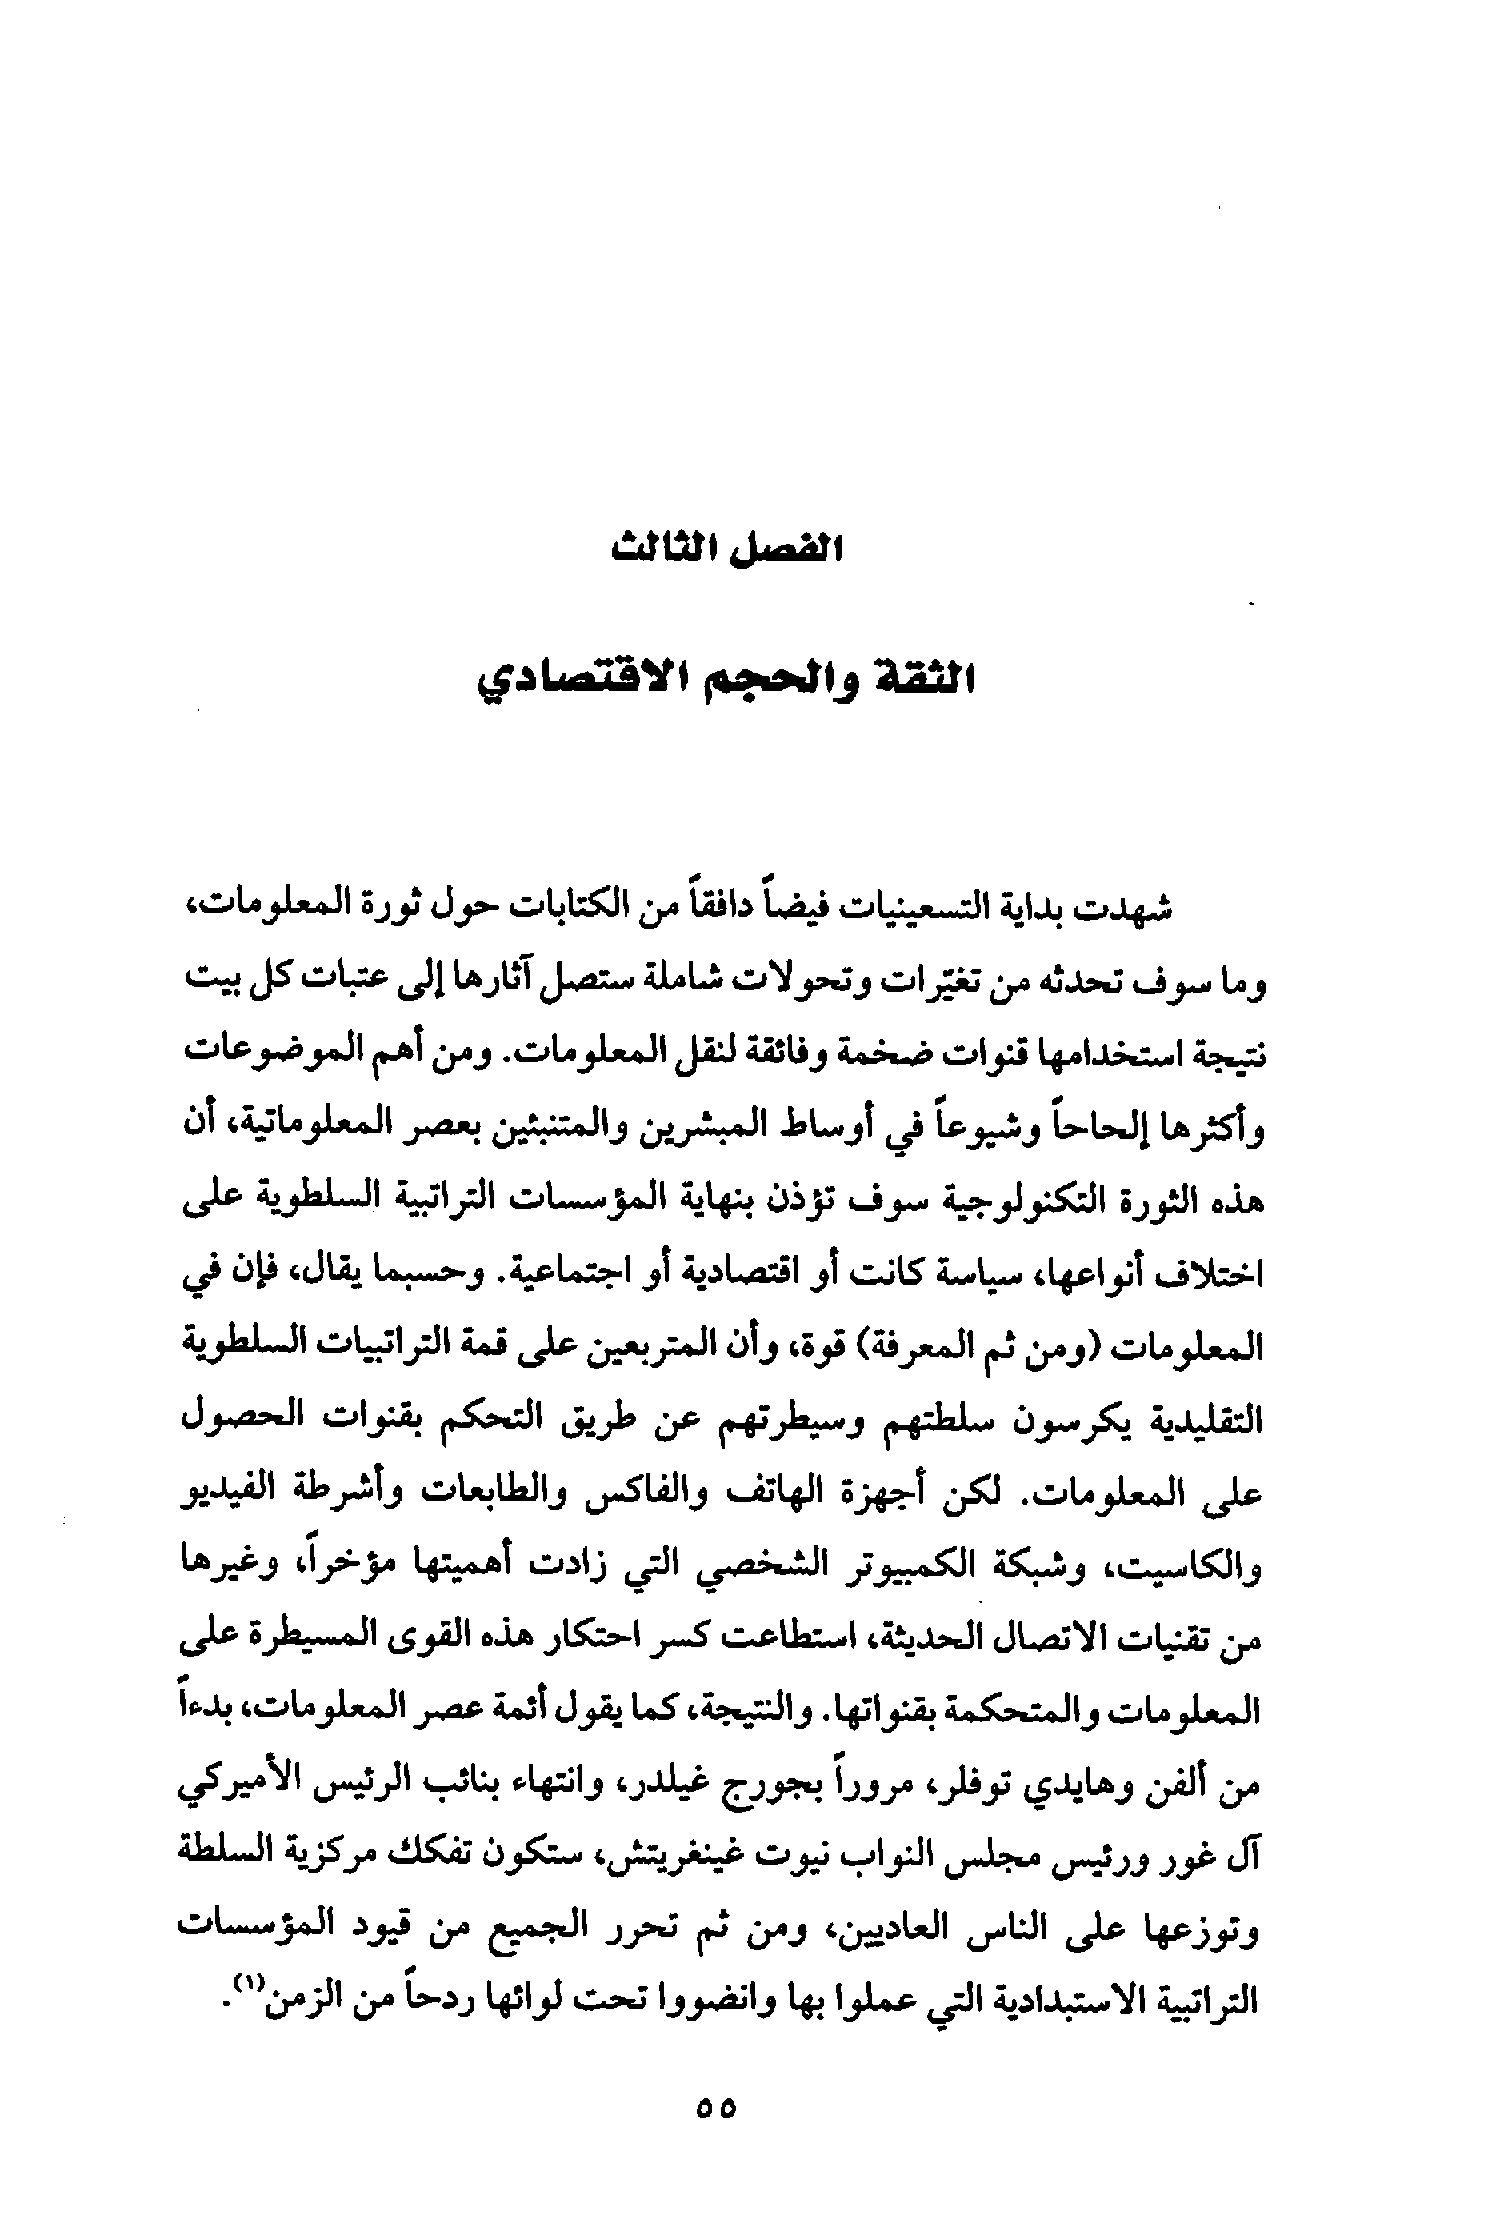 الفصل الثالث
الثقة والحجم الاقتصادي
شهدت بداية التسعينيات فيضاً دافقاً من الكتابات حول ثورة المعلومات،
وما سوف تحدثه من تغيّرات وتحولات شاملة ستصل آثارها إلى عتبات كل بيت
نتيجة استخدامها قنوات ضخمة وفائقة لنقل المعلومات. ومن أهم الموضوعات
وأكثرها إلحاحاً وشيوعاً في أوساط المبشرين والمتنبئين بعصر المعلوماتية، أن
هذه الثورة التكنولوجية سوف تؤذن بنهاية المؤسسات التراتبية السلطوية على
اختلاف أنواعها، سياسة كانت أو اقتصادية أو اجتماعية. وحسبما يقال، فإن في
المعلومات (ومن ثم المعرفة) قوة، وأن المتربعين على قمة التراتبيات السلطوية
التقليدية يكرسون سلطتهم وسيطرتهم عن طريق التحكم بقنوات الحصول
على المعلومات. لكن أجهزة الهاتف والفاكس والطابعات وأشرطة الفيديو
والكاسيت، وشبكة الكمبيوتر الشخصي التي زادت أهميتها مؤخراً، وغيرها
من تقنيات الاتصال الحديثة، استطاعت كسر احتكار هذه القوى المسيطرة على
المعلومات والمتحكمة بقنواتها. والنتيجة، كما يقول أئمة عصر المعلومات، بدءاً
من ألفن وهايدي توفلر، مروراً بجورج غيلدر، وانتهاء بنائب الرئيس الأميركي
آل غور ورئيس مجلس النواب نيوت غينغريتش، ستكون تفكك مركزية السلطة
وتوزعها على الناس العاديين، ومن ثم تحرر الجميع من قيود المؤسسات
التراتبية الاستبدادية التي عملوا بها وانضووا تحت لوائها ردحاً من الزمن(١).
٥٥